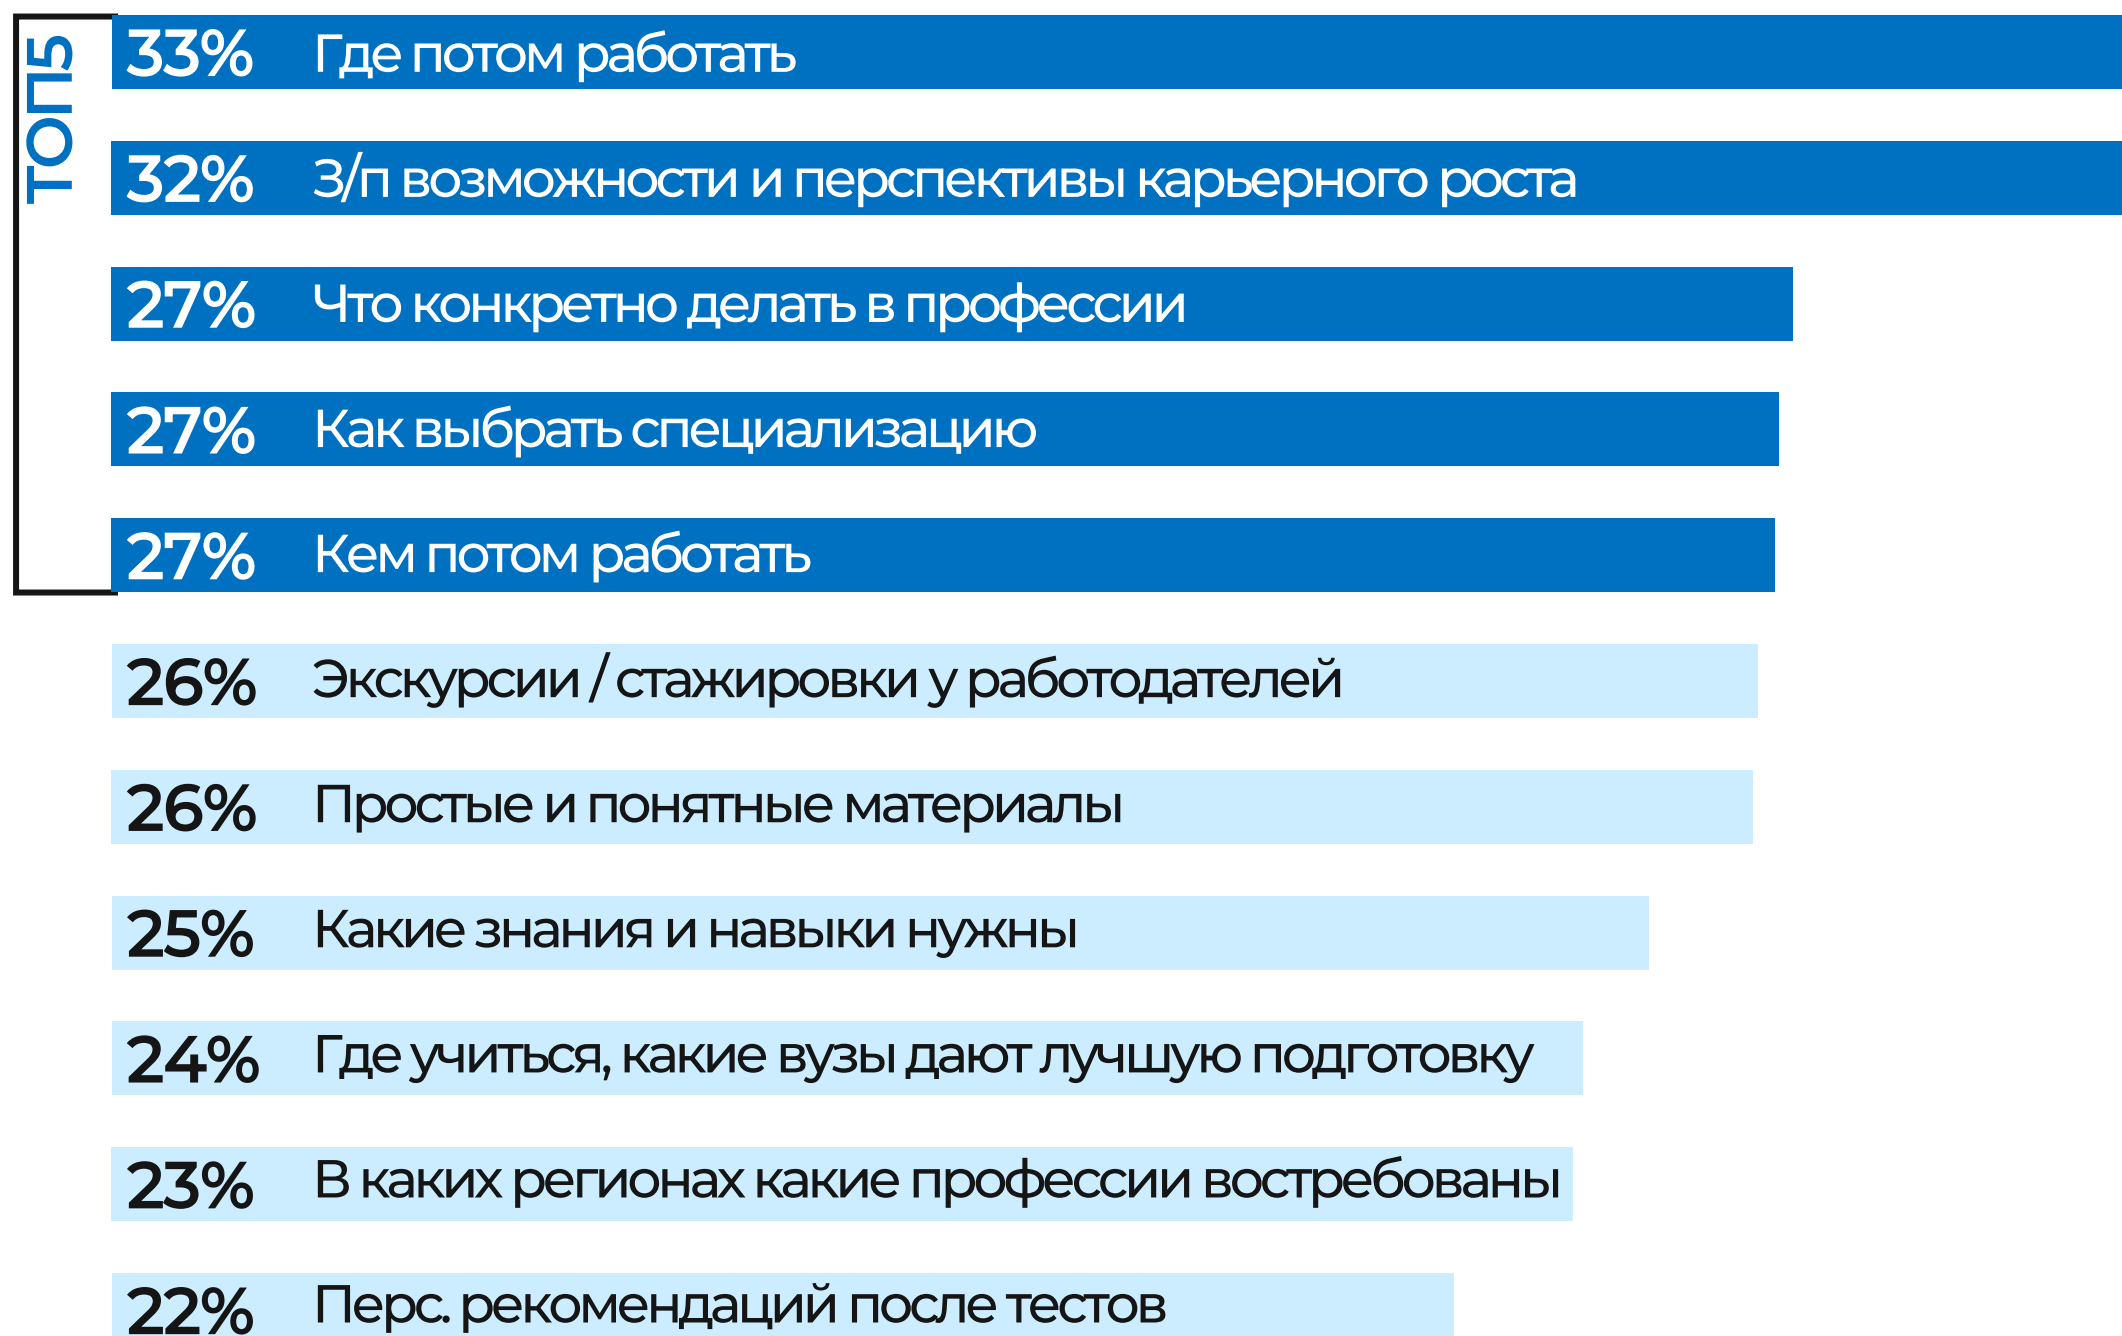 ТОП5
33% Где потом работать
32% З/п возможности и перспективы карьерного роста
27% Что конкретно делать в профессии
27% Как выбрать специализацию
27% Кем потом работать
26% Экскурсии / стажировки у работодателей
26% Простые и понятные материалы
25% Какие знания и навыки нужны
24% Где учиться, какие вузы дают лучшую подготовку
23% В каких регионах какие профессии востребованы
22% Перс. рекомендаций после тестов